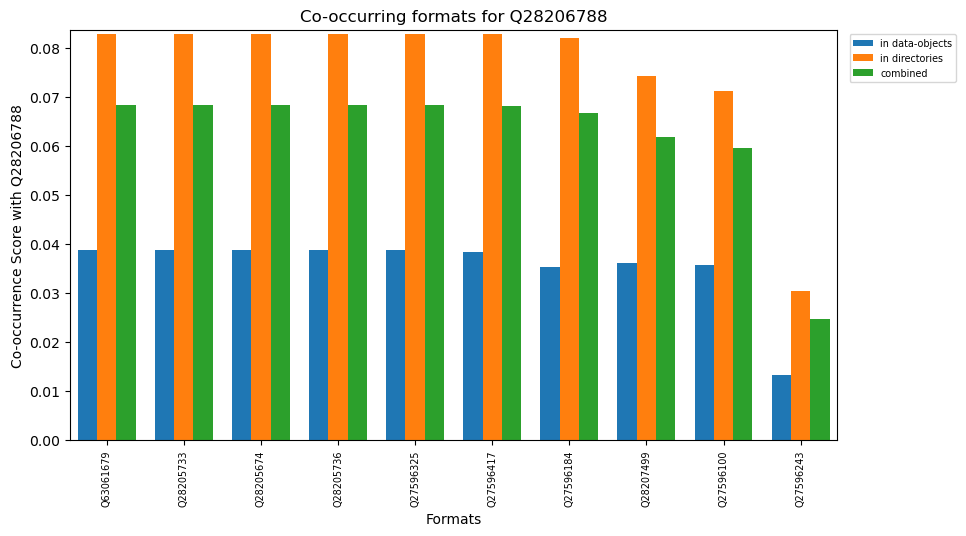 Co-occurring formats for Q28206788
Co-occurrence Score with Q28206788
0.08
0.07
0.06
0.05
0.04
0.03
0.02
0.01
0.00
in data-objects
in directories
combined
Q63061679
Q28205733
Q28205674
Q28205736
Q27596325
Q27596417
Q27596184
Q28207499
Q27596100
Q27596243
Formats